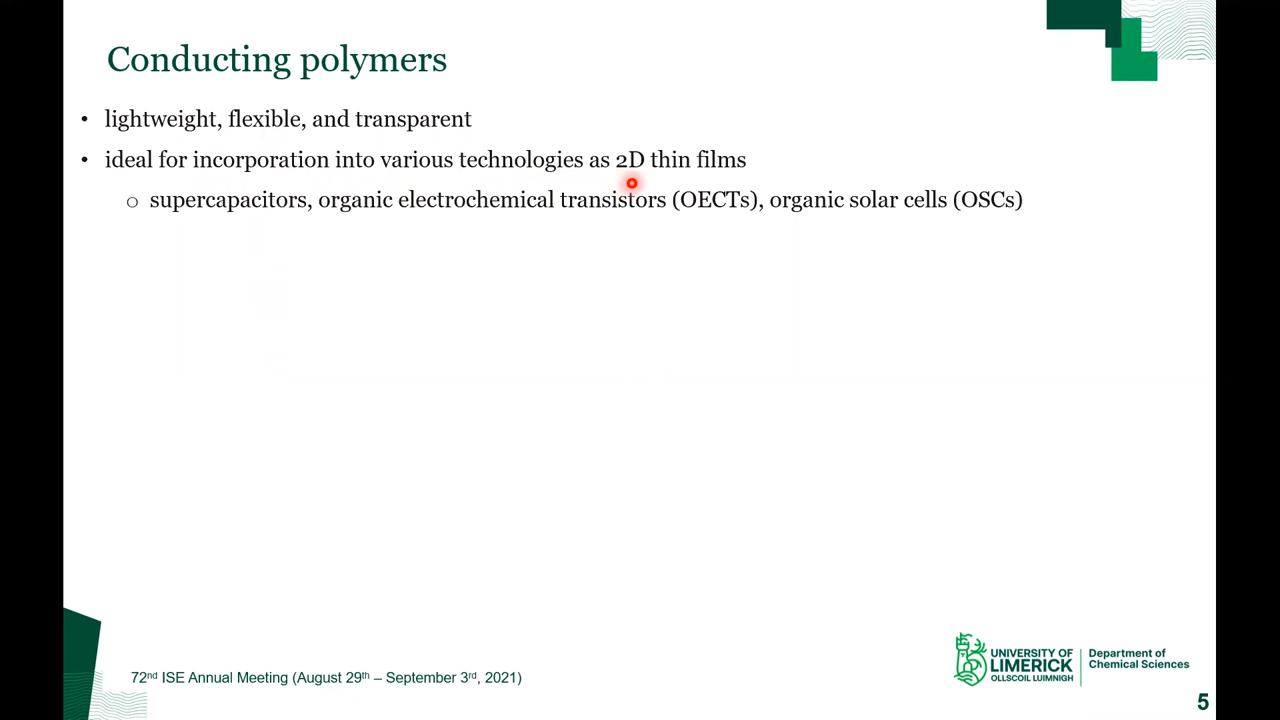 Conducting polymers
• lightweight, flexible, and transparent
• ideal for incorporation into various technologies as 2D thin films
○ supercapacitors, organic electrochemical transistors (OECTs), organic solar cells (OSCs)
72nd ISE Annual Meeting (August 29th – September 3rd, 2021)
UNIVERSITY OF
LIMERICK
OLLSCOIL LUIMNIGH
Department of
Chemical Sciences
5